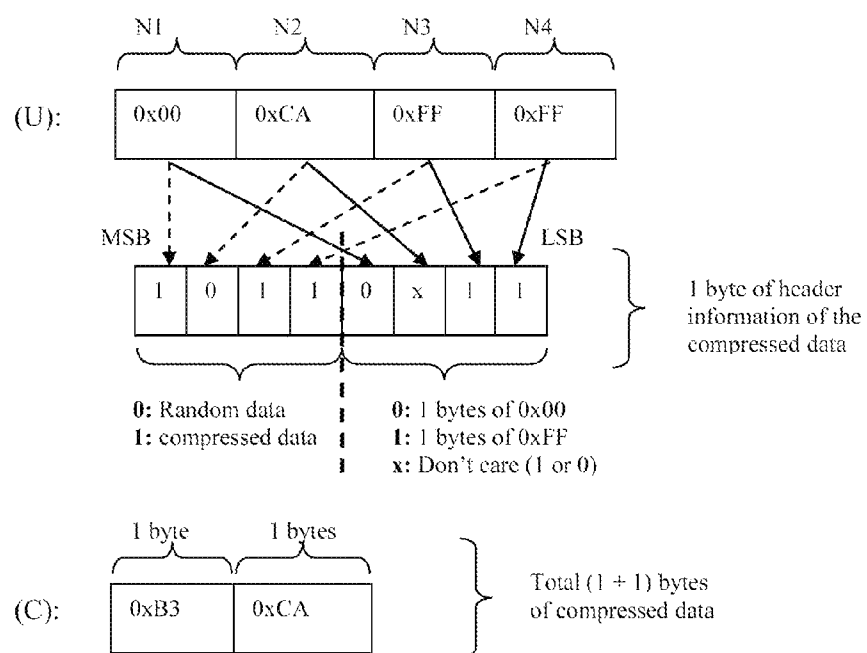 N1 N2 N3 N4
(U): 0x00 0xCA 0xFF 0xFF
MSB LSB
1 0 1 1 0 x 1 1
1 byte of header
information of the
compressed data
0: Random data
1: compressed data
0: 1 bytes of 0x00
1: 1 bytes of 0xFF
x: Don't care (1 or 0)
1 byte 1 bytes
(C): 0xB3 0xCA
Total (1 + 1) bytes
of compressed data